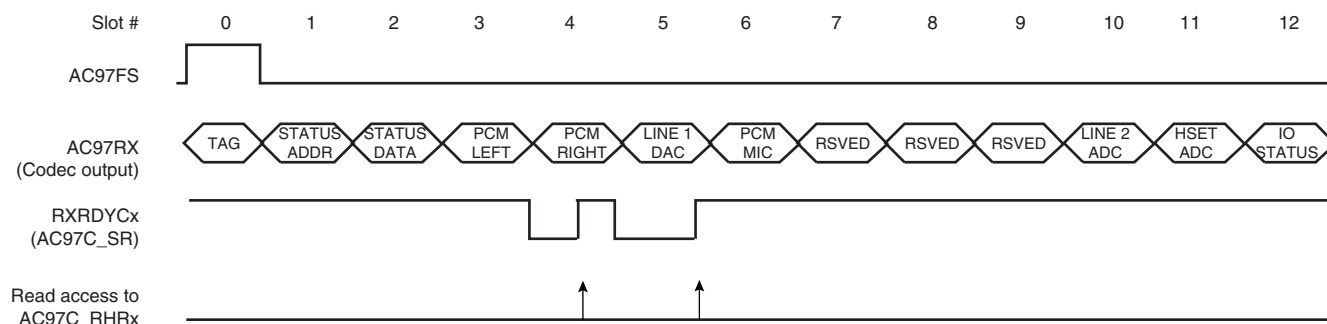 Slot # 0 1 2 3 4 5 6 7 8 9 10 11 12
AC97FS
AC97RX
(Codec output)
TAG
STATUS
ADDR
STATUS
DATA
PCM
LEFT
PCM
RIGHT
LINE 1
DAC
PCM
MIC
RSVED
RSVED
RSVED
LINE 2
ADC
HSET
ADC
IO
STATUS
RXRDYCx
(AC97C_SR)
Read access to
AC97C_RHRx